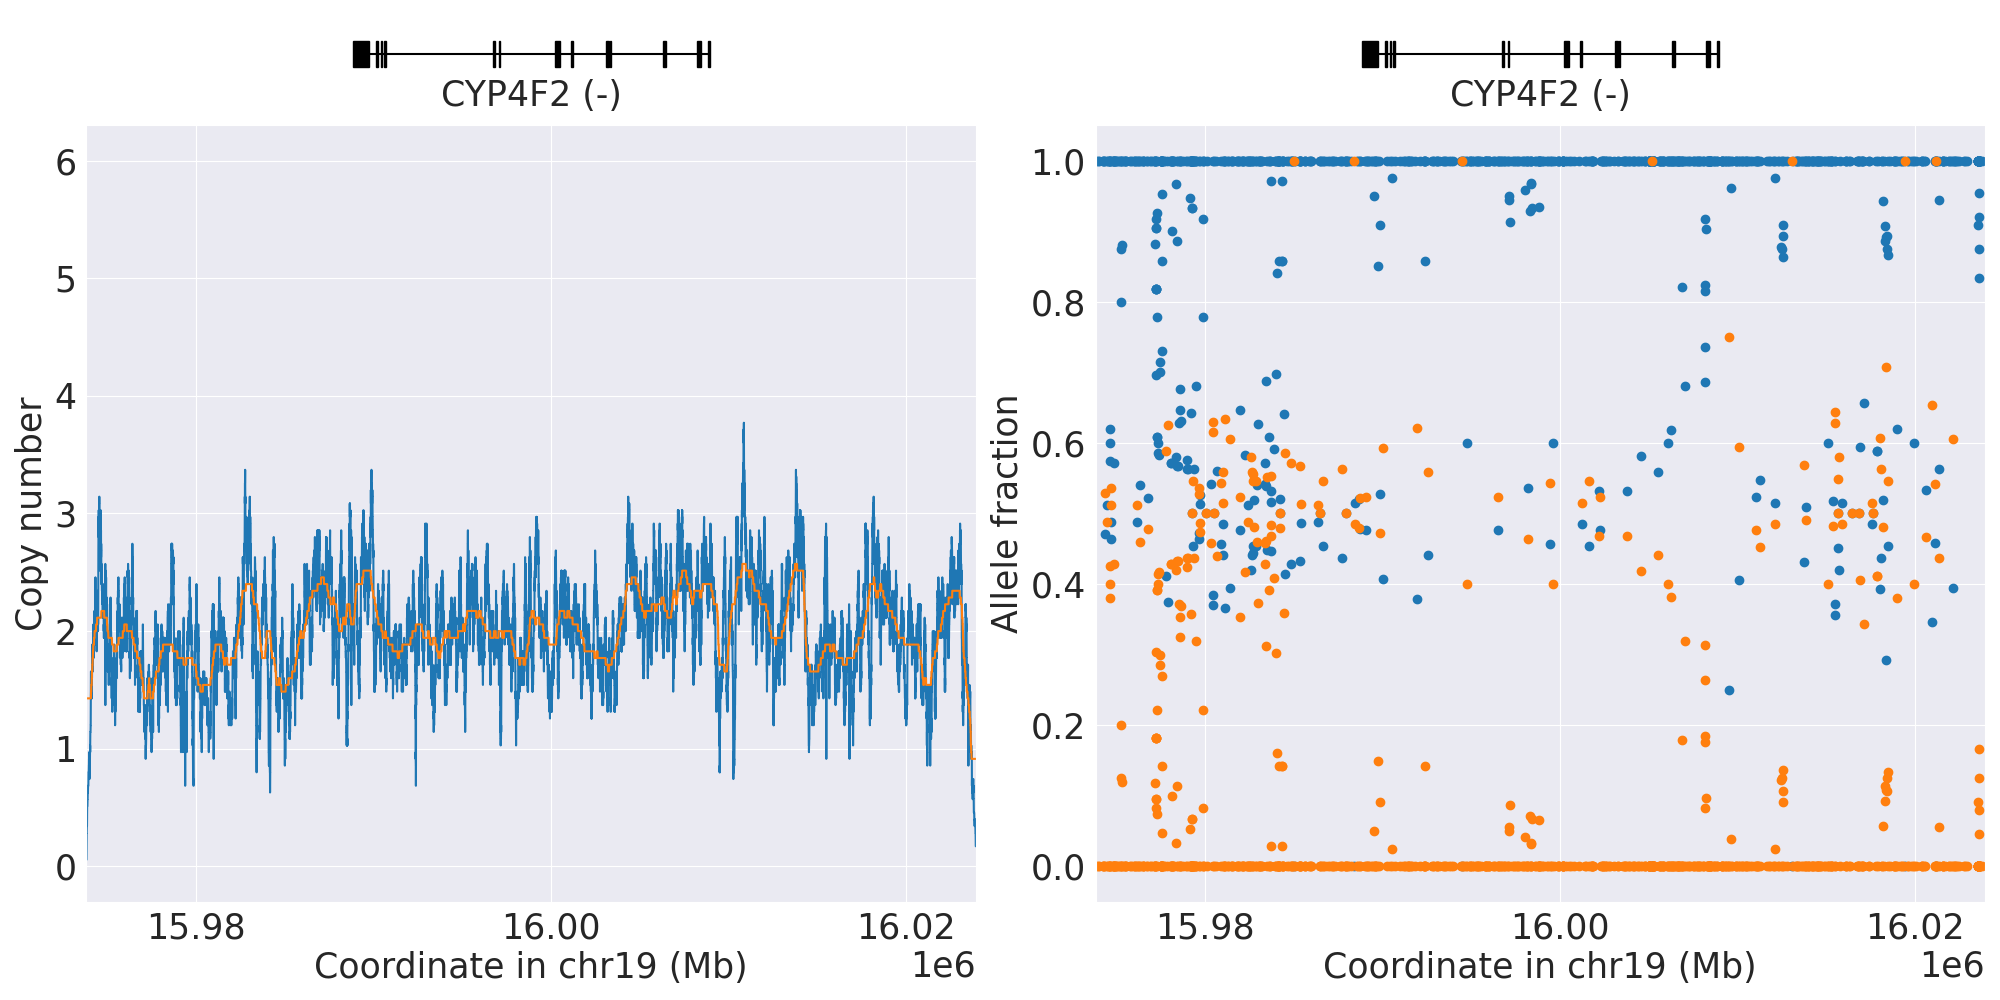 CYP4F2 (-)
CYP4F2 (-)
Copy number
6
5
4
3
2
1
0
15.98
16.00
16.02
Coordinate in chr19 (Mb)
1e6
Allele fraction
1.0
0.8
0.6
0.4
0.2
0.0
15.98
16.00
16.02
Coordinate in chr19 (Mb)
1e6